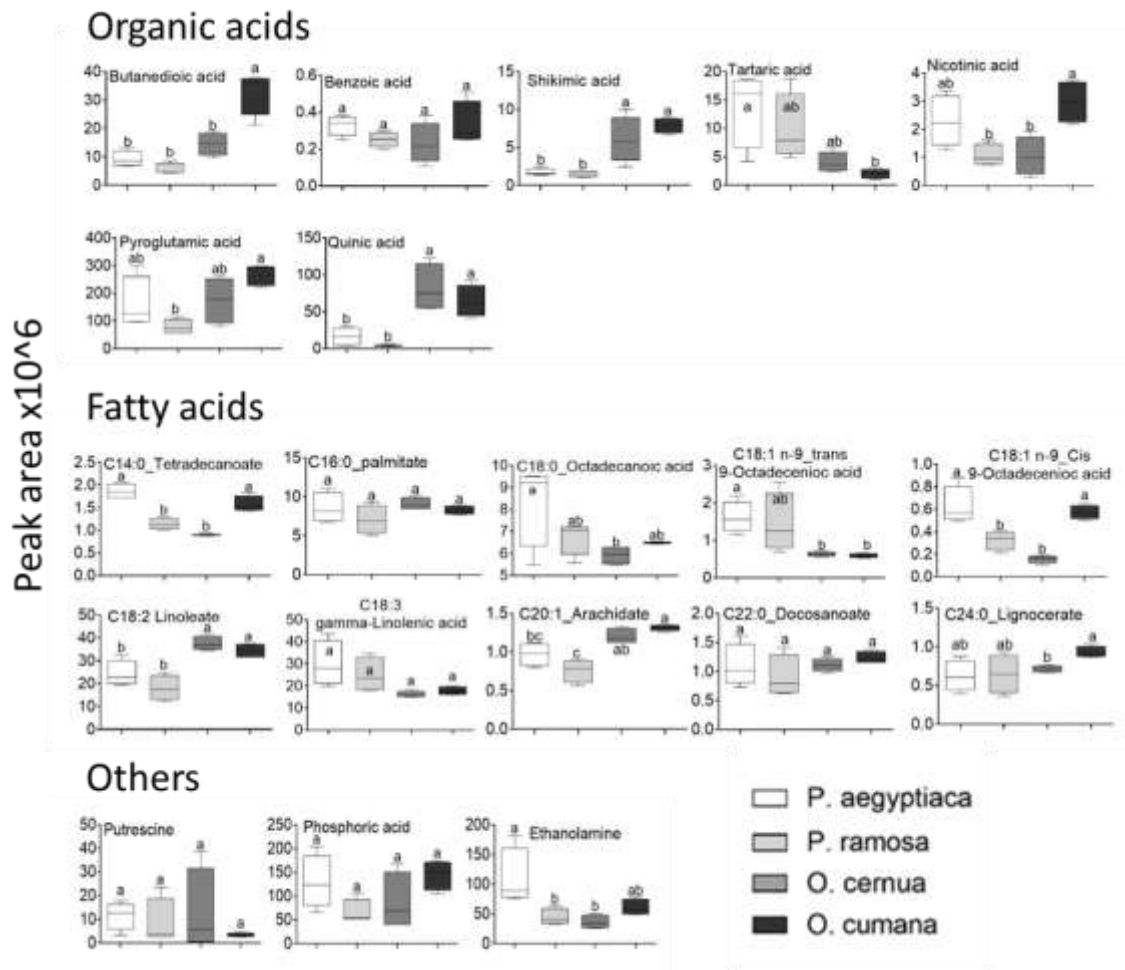 Organic acids
Peak area x10^6
Butanedioic acid
40
30
20
10
0
b
b
b
a
Benzoic acid
0.6
0.4
0.2
0.0
a
a
a
a
Shikimic acid
15
10
5
0
b
b
a
a
Tartaric acid
20
15
10
5
0
a
ab
ab
b
Nicotinic acid
5
4
3
2
1
0
ab
b
b
a
Pyroglutamic acid
400
300
200
100
0
ab
b
ab
a
Quinic acid
150
100
50
0
b
b
a
a
Fatty acids
C14:0_Tetradecanoate
2.5
2.0
1.5
1.0
0.5
0.0
a
b
b
a
C16:0_palmitate
15
10
5
0
a
a
a
a
C18:0_Octadecanoic acid
10
9
8
7
6
5
a
ab
b
ab
C18:1 n-9_trans
9-Octadecenioc acid
3
2
1
0
a
ab
b
b
C18:1 n-9_Cis
9-Octadecenioc acid
1.0
0.8
0.6
0.4
0.2
0.0
a
b
b
a
C18:2 Linoleate
50
40
30
20
10
0
b
b
a
a
C18:3
gamma-Linolenic acid
50
40
30
20
10
0
a
a
a
a
C20:1_Arachidate
1.5
1.0
0.5
0.0
bc
c
ab
a
C22:0_Docosanoate
2.0
1.5
1.0
0.5
0.0
a
a
a
a
C24:0_Lignocerate
1.5
1.0
0.5
0.0
ab
ab
b
a
Others
Putrescine
50
40
30
20
10
0
a
a
a
a
Phosphoric acid
250
200
150
100
50
0
a
a
a
a
Ethanolamine
200
150
100
50
0
a
b
b
ab
P. aegyptiaca
P. ramosa
O. cernua
O. cumana